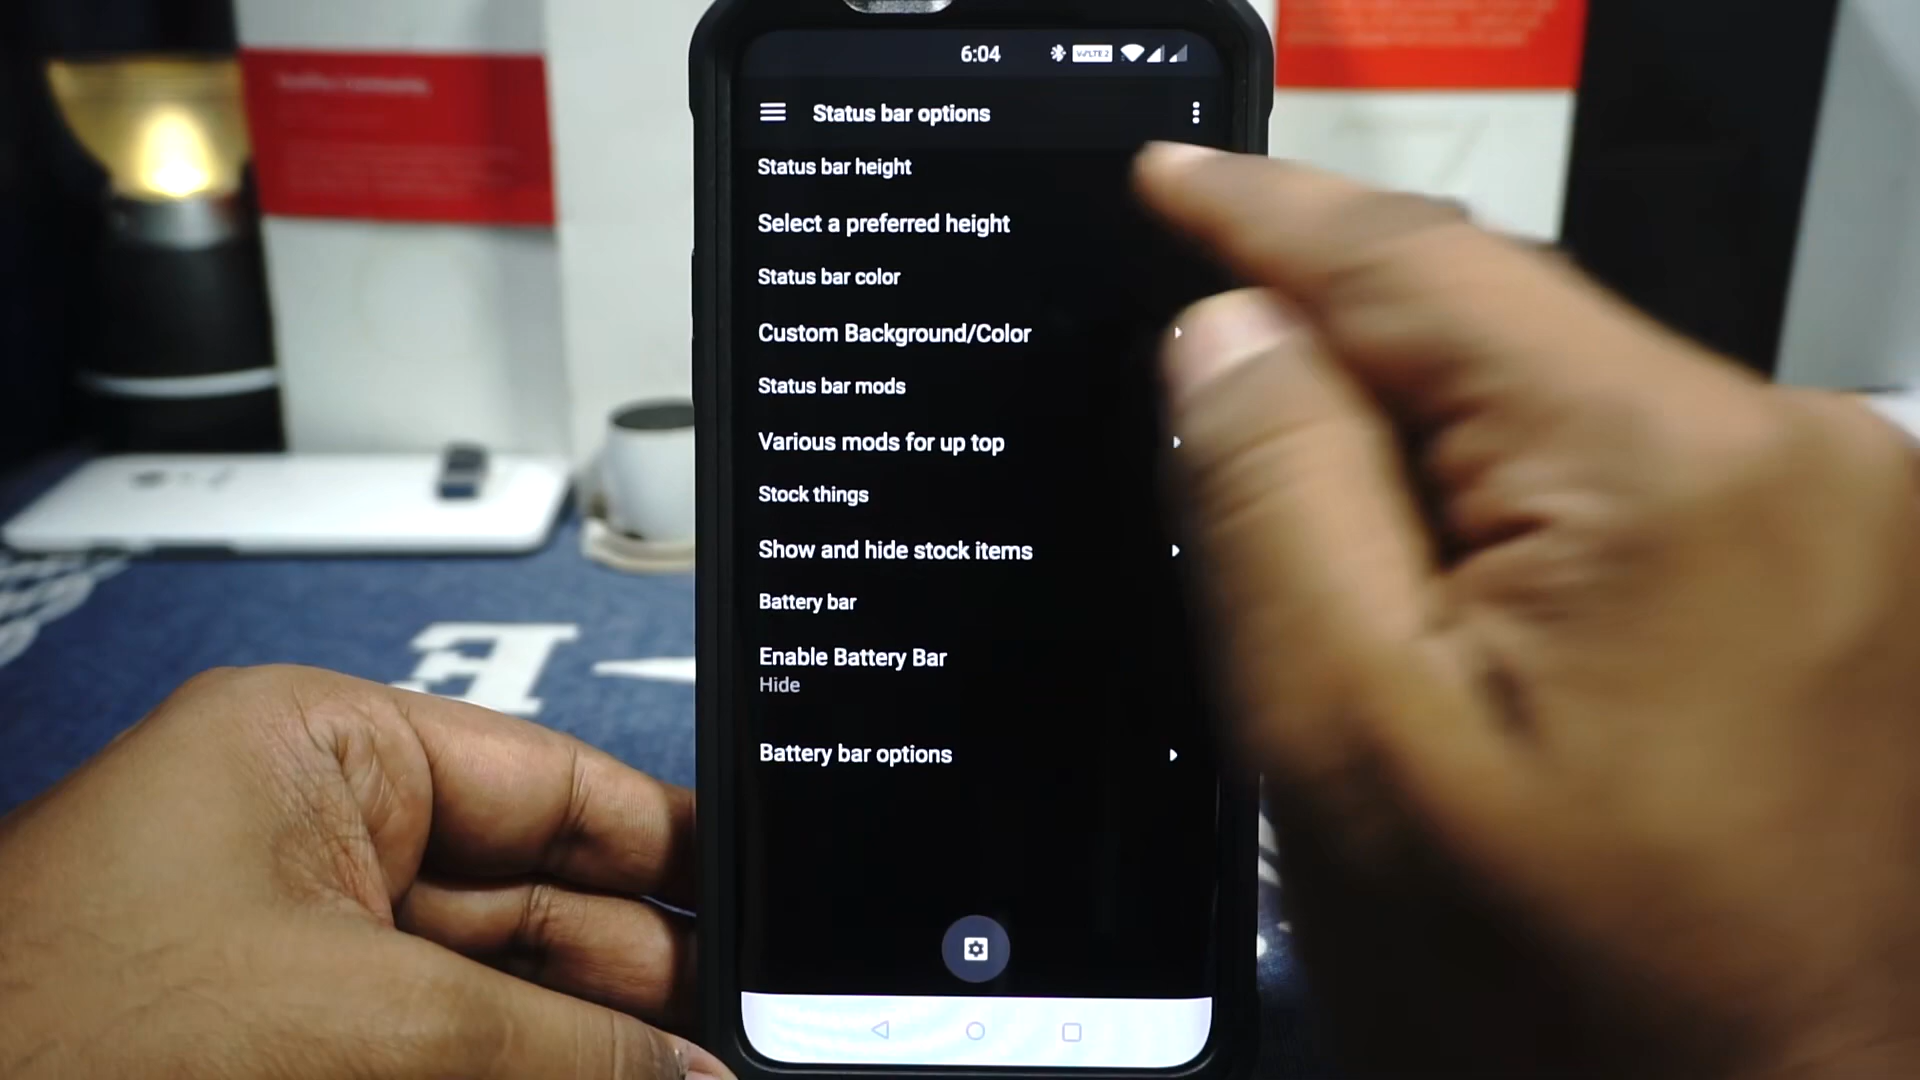 6:04
VoLTE 2
Status bar options
Status bar height
Select a preferred height
Status bar color
Custom Background/Color
Status bar mods
Various mods for up top
Stock things
Show and hide stock items
Battery bar
Enable Battery Bar
Hide
Battery bar options